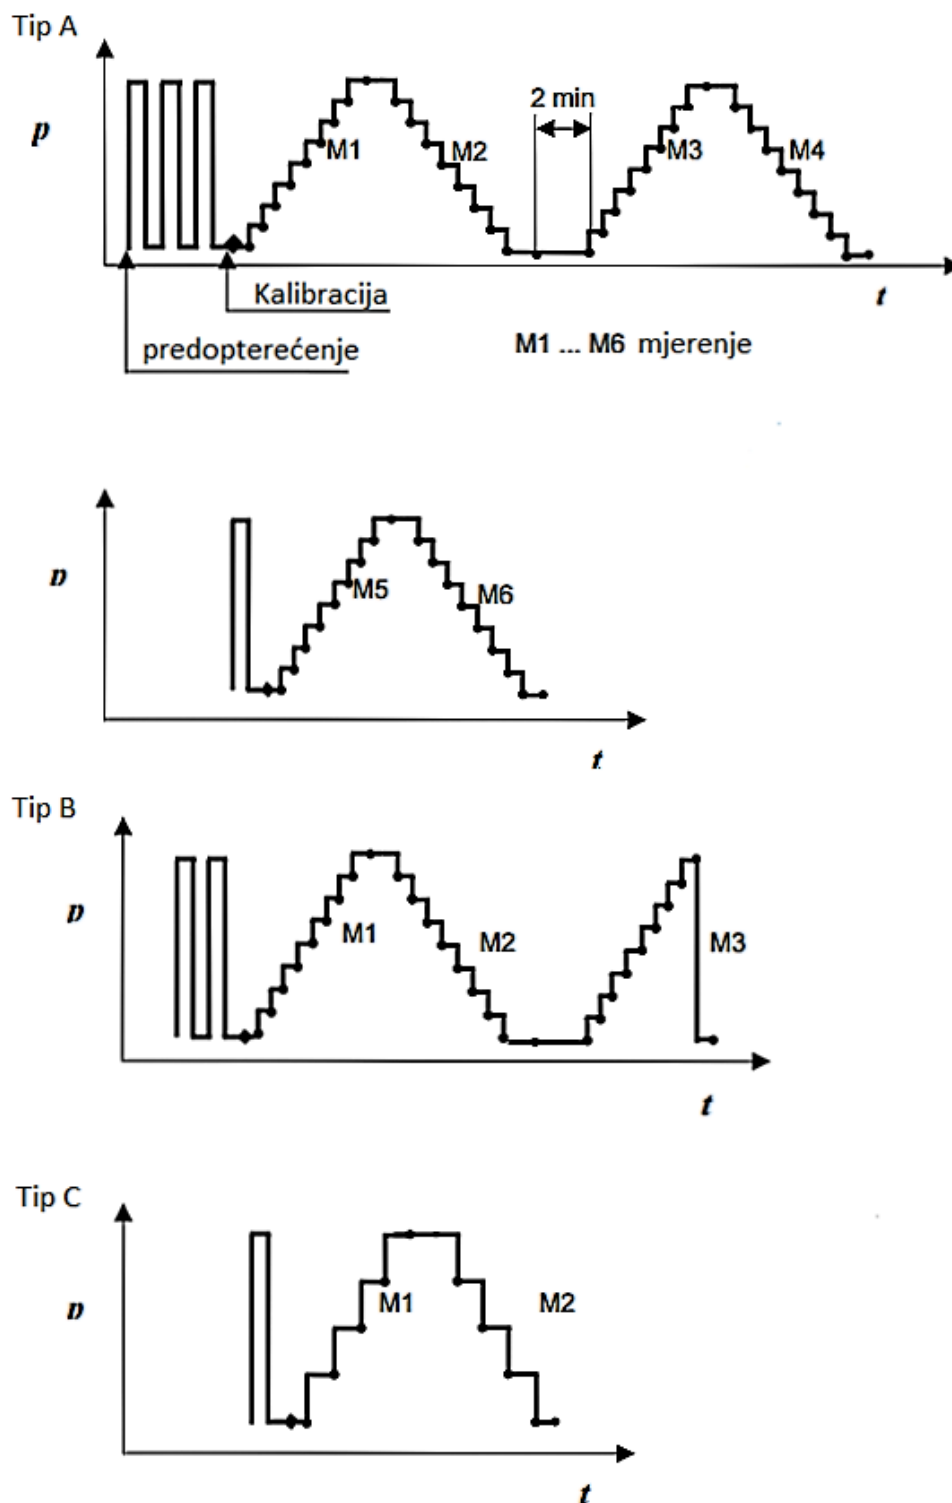 Tip A
p
M1
M2
2 min
M3
M4
t
Kalibracija
predopterećenje
M1 ... M6 mjerenje
p
M5
M6
t
Tip B
p
M1
M2
M3
t
Tip C
p
M1
M2
t